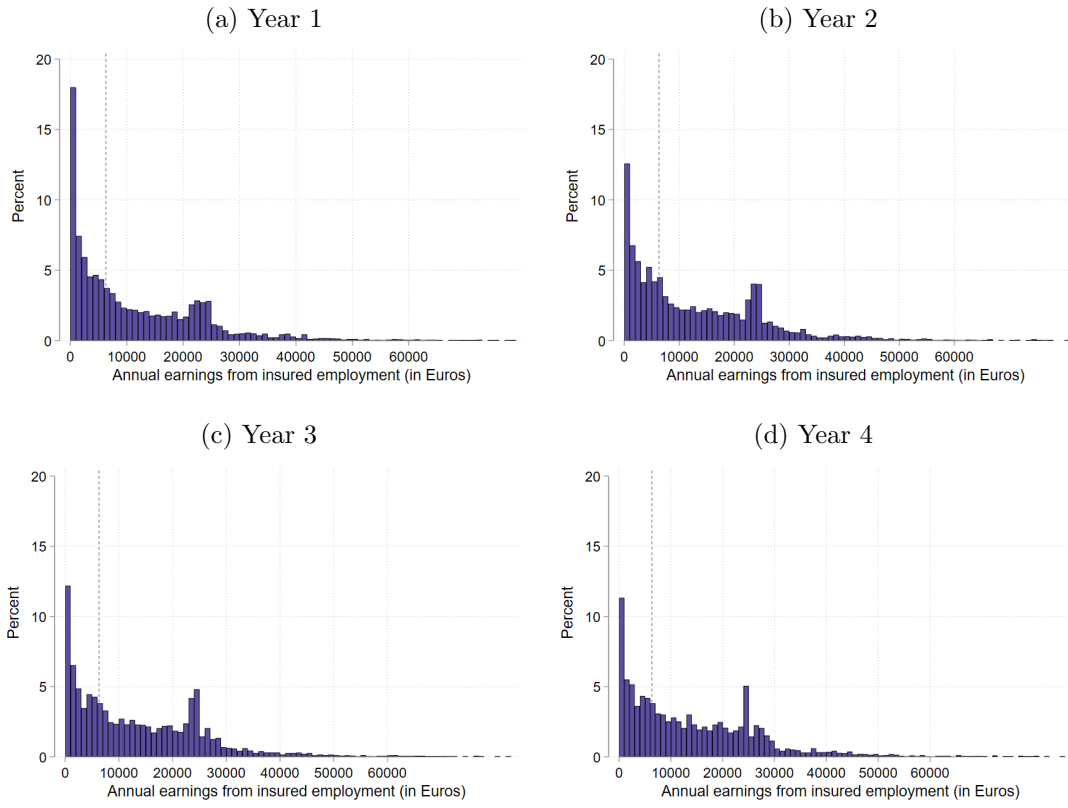 (a) Year 1
20
15
10
5
0
Percent
0 10000 20000 30000 40000 50000 60000
Annual earnings from insured employment (in Euros)
(b) Year 2
20
15
10
5
0
Percent
0 10000 20000 30000 40000 50000 60000
Annual earnings from insured employment (in Euros)
(c) Year 3
20
15
10
5
0
Percent
0 10000 20000 30000 40000 50000 60000
Annual earnings from insured employment (in Euros)
(d) Year 4
20
15
10
5
0
Percent
0 10000 20000 30000 40000 50000 60000
Annual earnings from insured employment (in Euros)